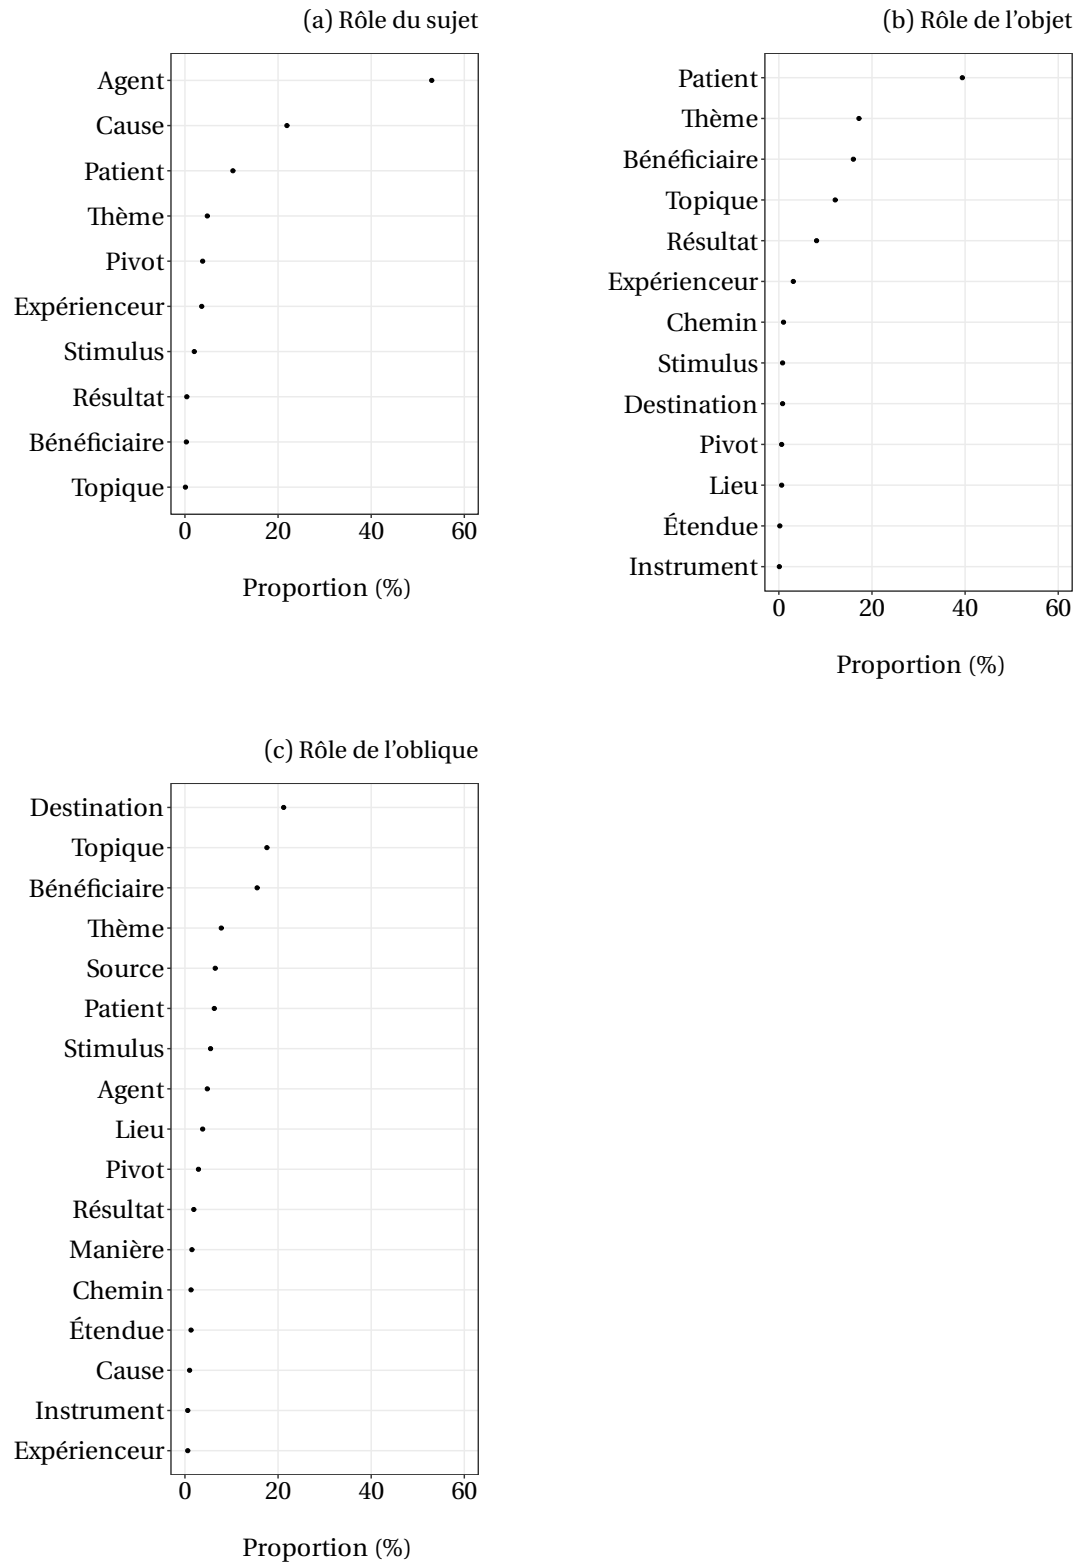 (a) Rôle du sujet
Agent
Cause
Patient
Thème
Pivot
Expérienceur
Stimulus
Résultat
Bénéficiaire
Topique
0 20 40 60
Proportion (%)
(b) Rôle de l’objet
Patient
Thème
Bénéficiaire
Topique
Résultat
Expérienceur
Chemin
Stimulus
Destination
Pivot
Lieu
Étendue
Instrument
0 20 40 60
Proportion (%)
(c) Rôle de l’oblique
Destination
Topique
Bénéficiaire
Thème
Source
Patient
Stimulus
Agent
Lieu
Pivot
Résultat
Manière
Chemin
Étendue
Cause
Instrument
Expérienceur
0 20 40 60
Proportion (%)